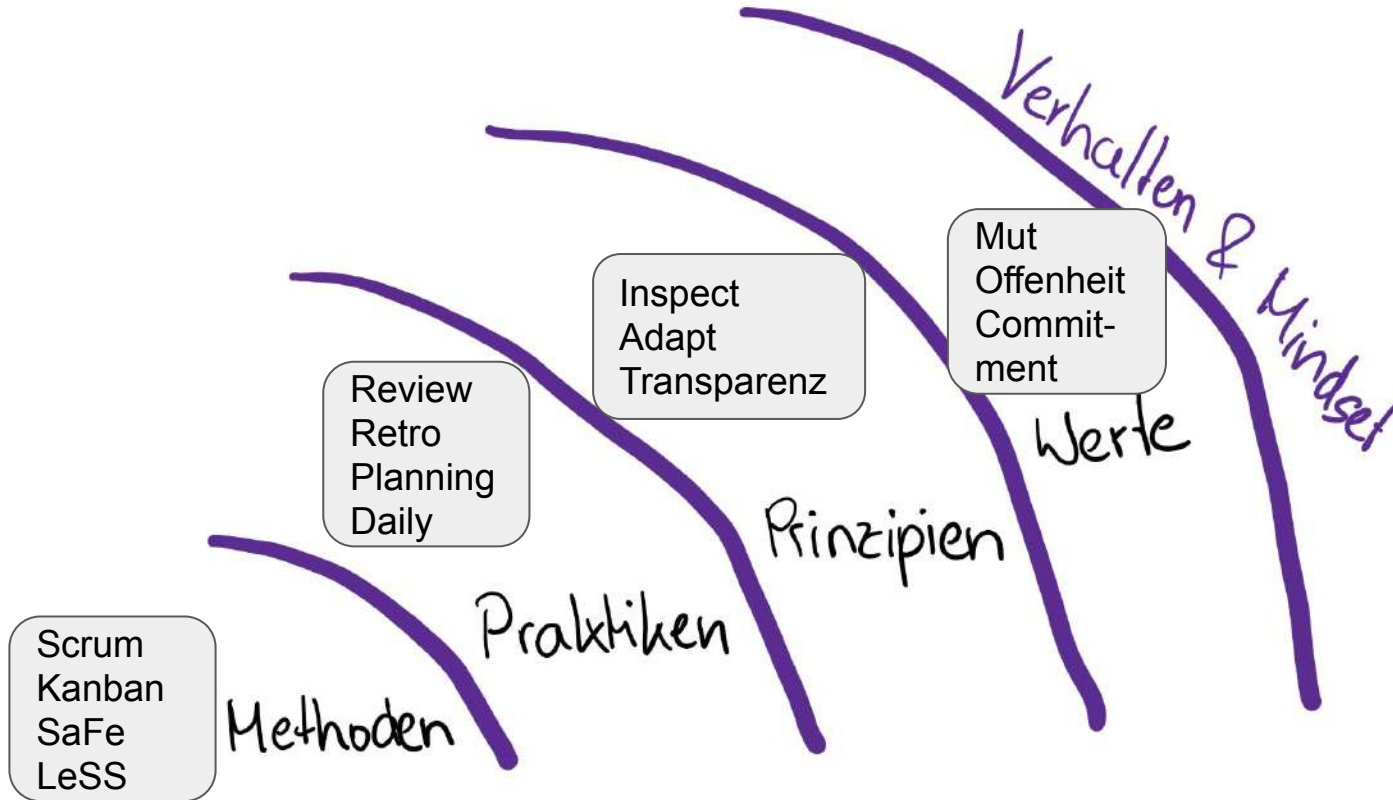 Verhalten & Mindset
Mut
Offenheit
Commit-
ment
Werte
Inspect
Adapt
Transparenz
Prinzipien
Review
Retro
Planning
Daily
Praktiken
Scrum
Kanban
SaFe
LeSS
Methoden